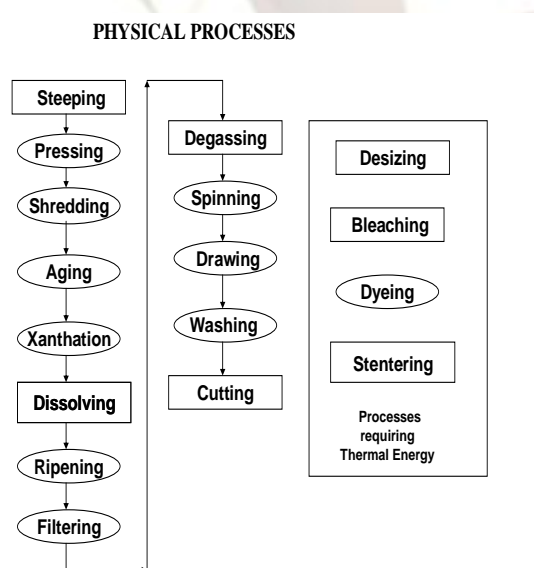 PHYSICAL PROCESSES
Steeping
Pressing
Shredding
Aging
Xanthation
Dissolving
Ripening
Filtering
Degassing
Spinning
Drawing
Washing
Cutting
Desizing
Bleaching
Dyeing
Stentering
Processes
requiring
Thermal Energy